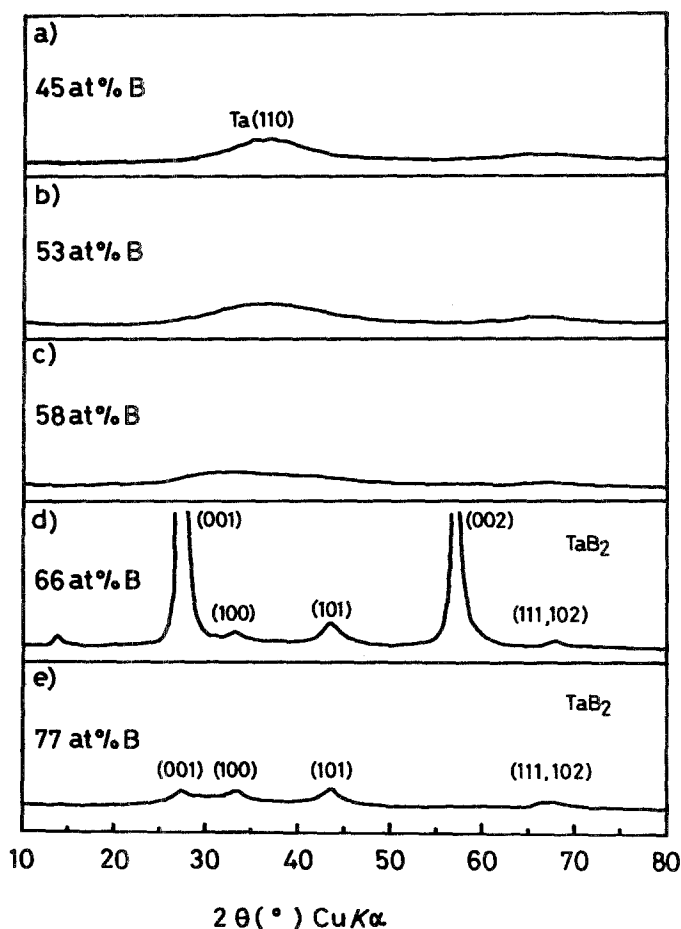 a)
45 at% B
Ta(110)
b)
53 at% B
c)
58 at% B
d)
66 at% B
(001)
(100)
(101)
(002)
(111,102)
TaB₂
e)
77 at% B
TaB₂
(001) (100) (101) (111,102)
10 20 30 40 50 60 70 80
2 θ(°) CuKα